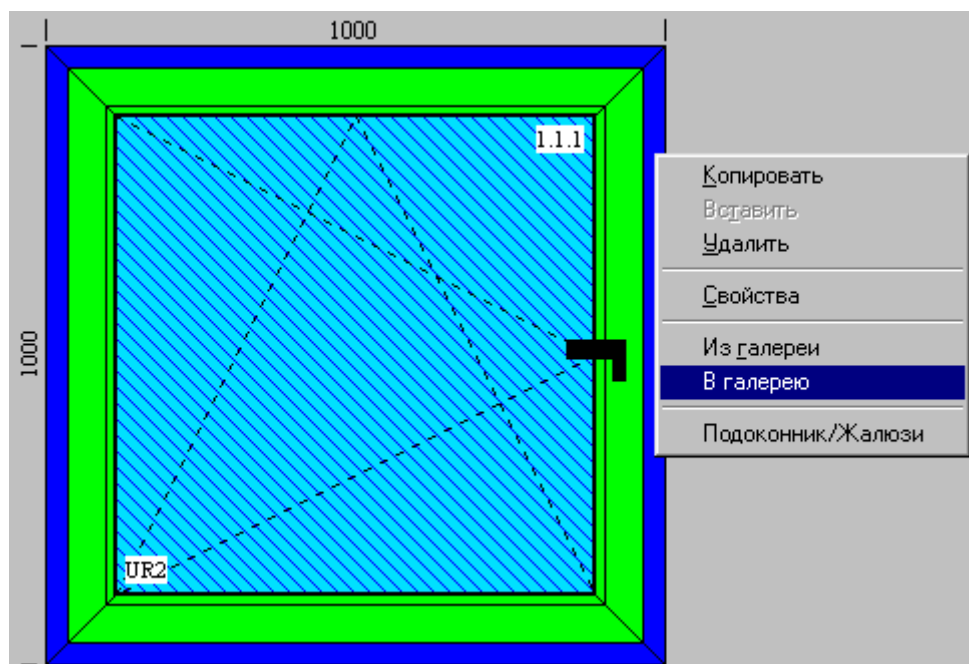 1000
1000
1.1.1
UR2
Копировать
Вставить
Удалить
Свойства
Из галереи
В галерею
Подоконник/Жалюзи